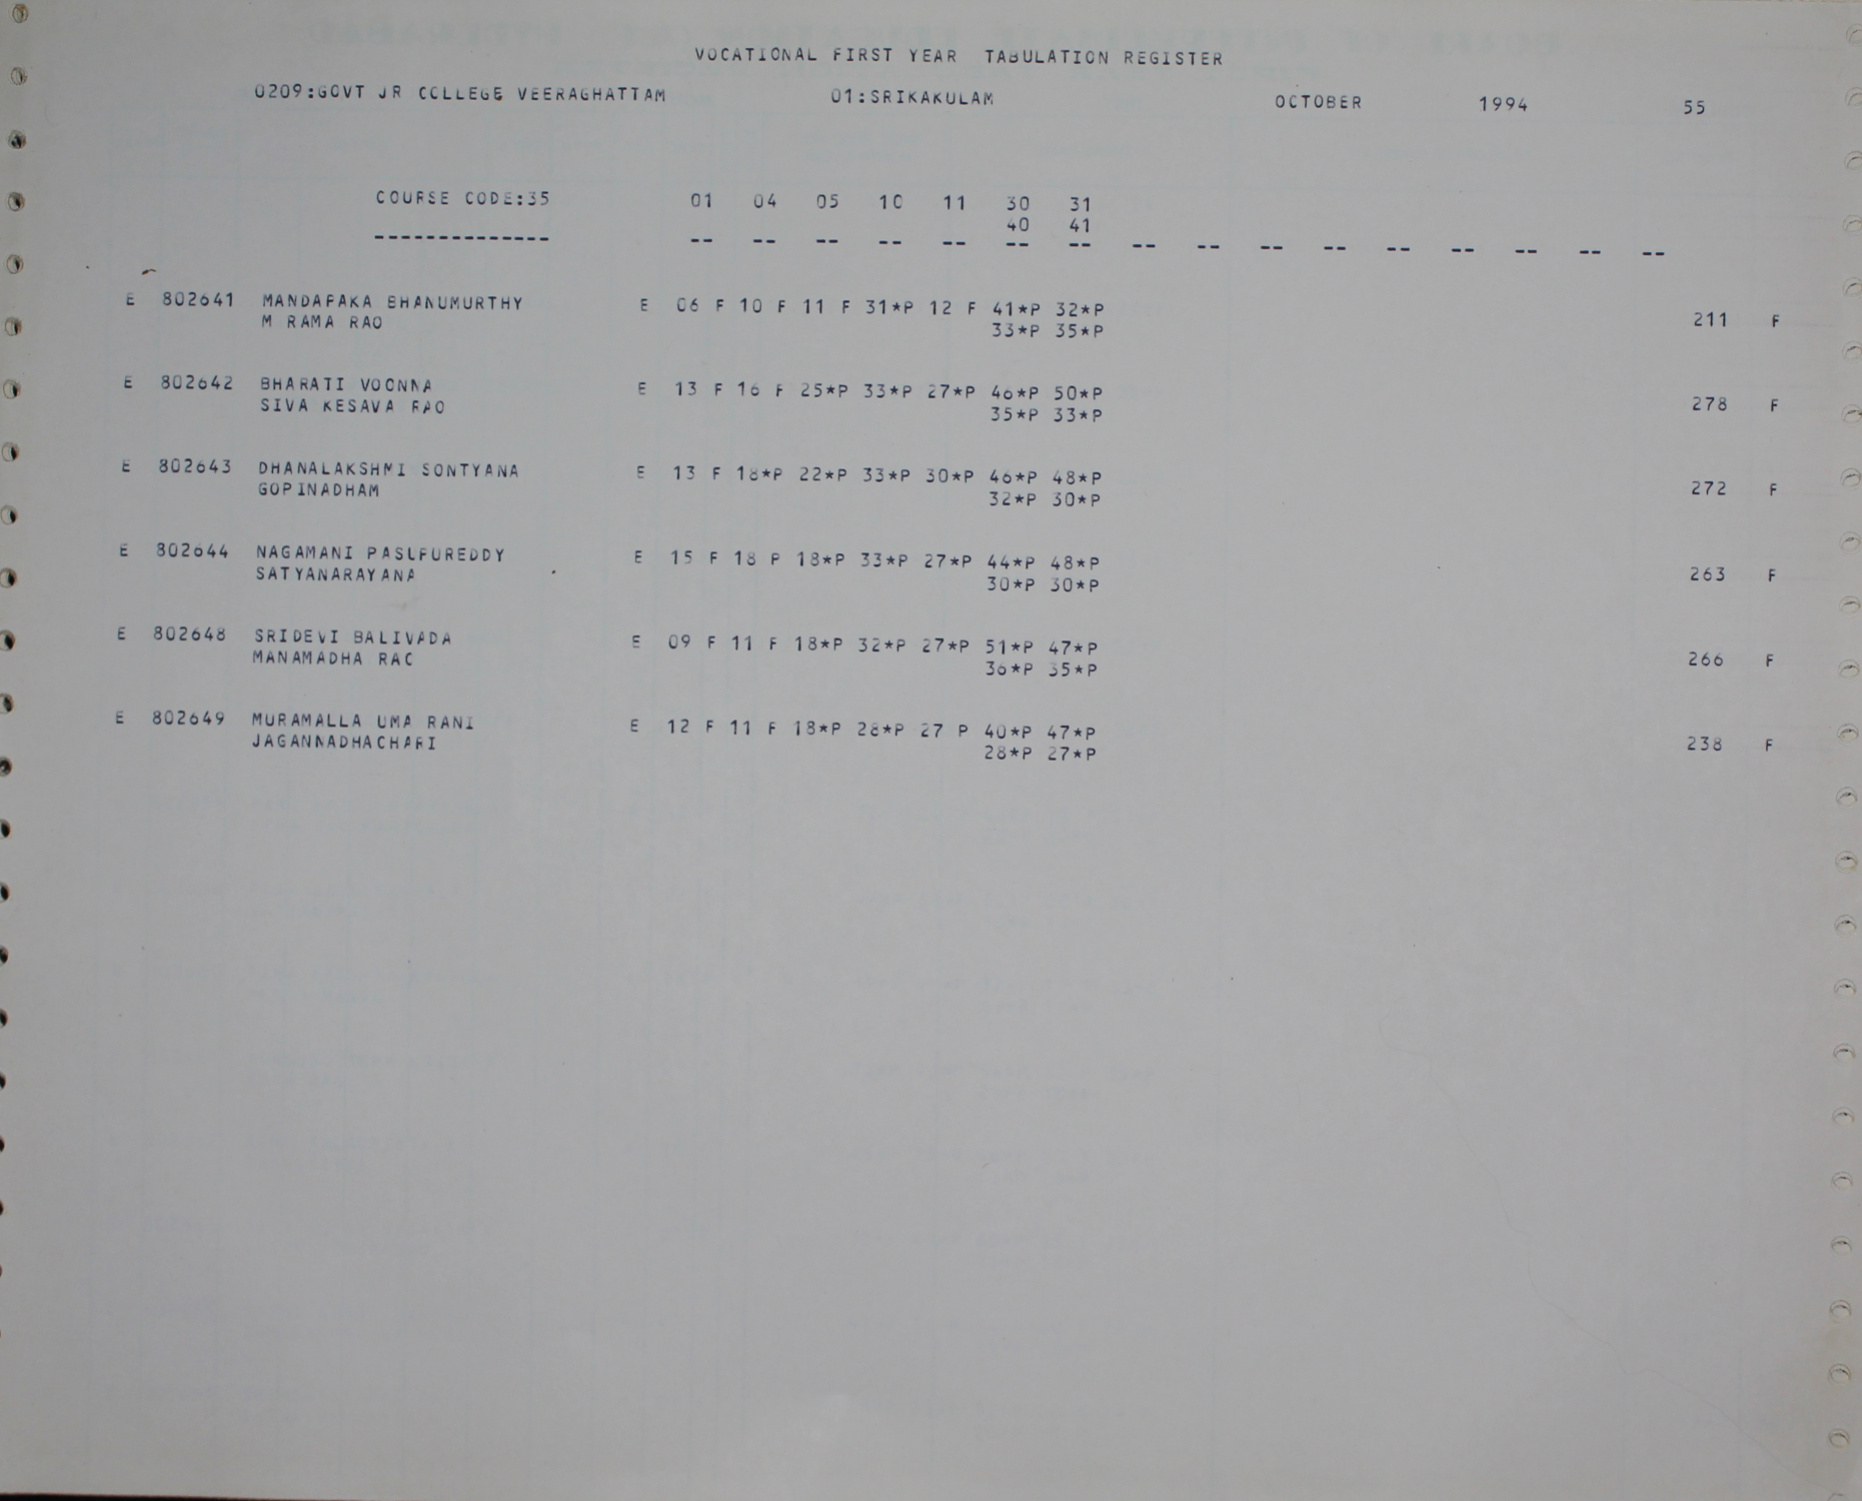 VOCATIONAL FIRST YEAR TABULATION REGISTER
0209:GOVT JR COLLEGE VEERAGHATTAM 01:SRIKAKULAM OCTOBER 1994 55
COURSE CODE:35 01 04 05 10 11 30 31
40 41
-------------- -- -- -- -- -- -- -- -- -- -- -- -- -- -- -- --
E 802641 MANDAPAKA BHANUMURTHY E 06 F 10 F 11 F 31*P 12 F 41*P 32*P
M RAMA RAO 33*P 35*P 211 F
E 802642 BHARATI VOONNA E 13 F 16 F 25*P 33*P 27*P 46*P 50*P
SIVA KESAVA RAO 35*P 33*P 278 F
E 802643 DHANALAKSHMI SONTYANA E 13 F 18*P 22*P 33*P 30*P 46*P 48*P
GOPINADHAM 32*P 30*P 272 F
E 802644 NAGAMANI PASUPUREDDY E 15 F 18 P 18*P 33*P 27*P 44*P 48*P
SATYANARAYANA 30*P 30*P 263 F
E 802648 SRIDEVI BALIVADA E 09 F 11 F 18*P 32*P 27*P 51*P 47*P
MANAMADHA RAO 36*P 35*P 266 F
E 802649 MURAMALLA UMA RANI E 12 F 11 F 18*P 28*P 27 P 40*P 47*P
JAGANNADHACHARI 28*P 27*P 238 F